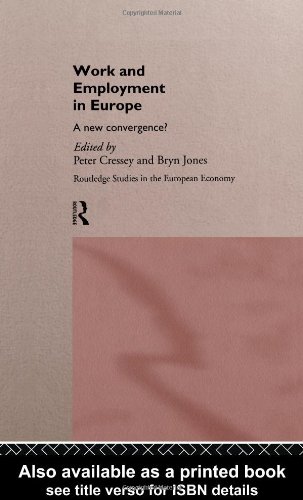 Work and
Employment
in Europe
A new convergence?
Edited by
Peter Cressey and Bryn Jones
Routledge Studies in the European Economy
ROUTLEDGE
Also available as a printed book
see title verso for ISBN details